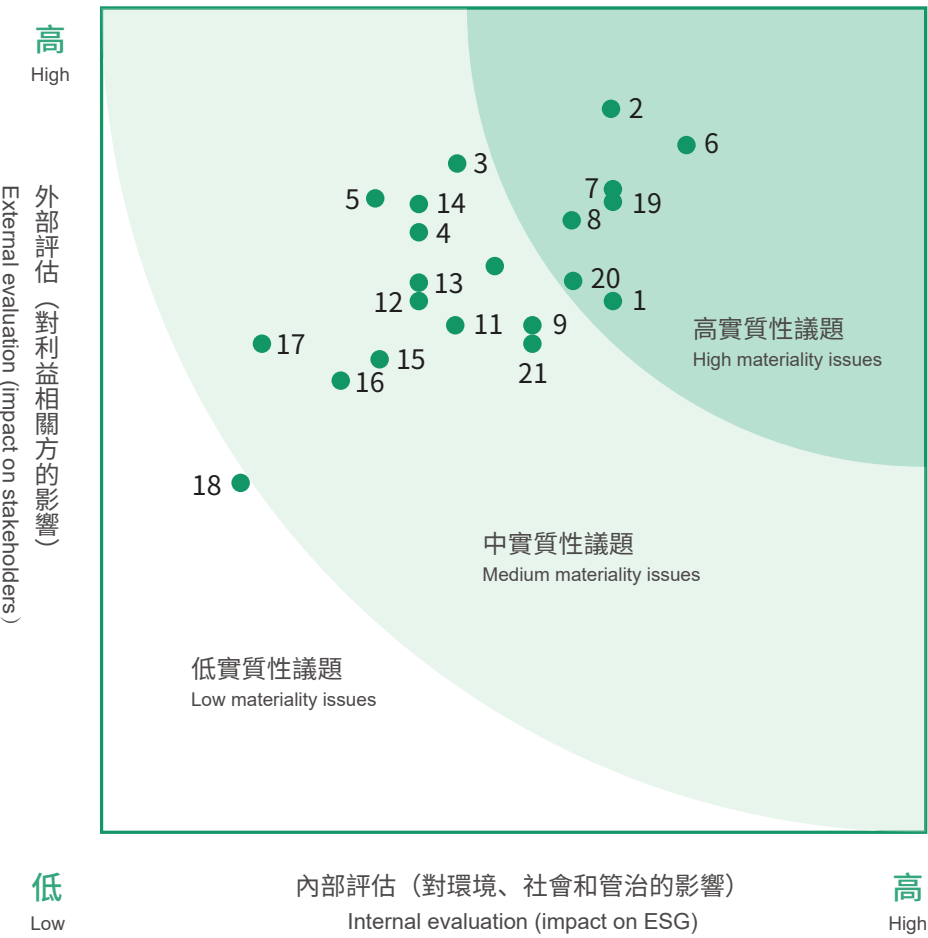 高
High
外部評估（對利益相關方的影響）
External evaluation (impact on stakeholders）
2
6
3
7
19
5
14
8
4
20
13
12
1
11
9
高實質性議題
High materiality issues
17
15
21
16
18
中實質性議題
Medium materiality issues
低實質性議題
Low materiality issues
低
Low
內部評估（對環境、社會和管治的影響）
Internal evaluation (impact on ESG)
高
High